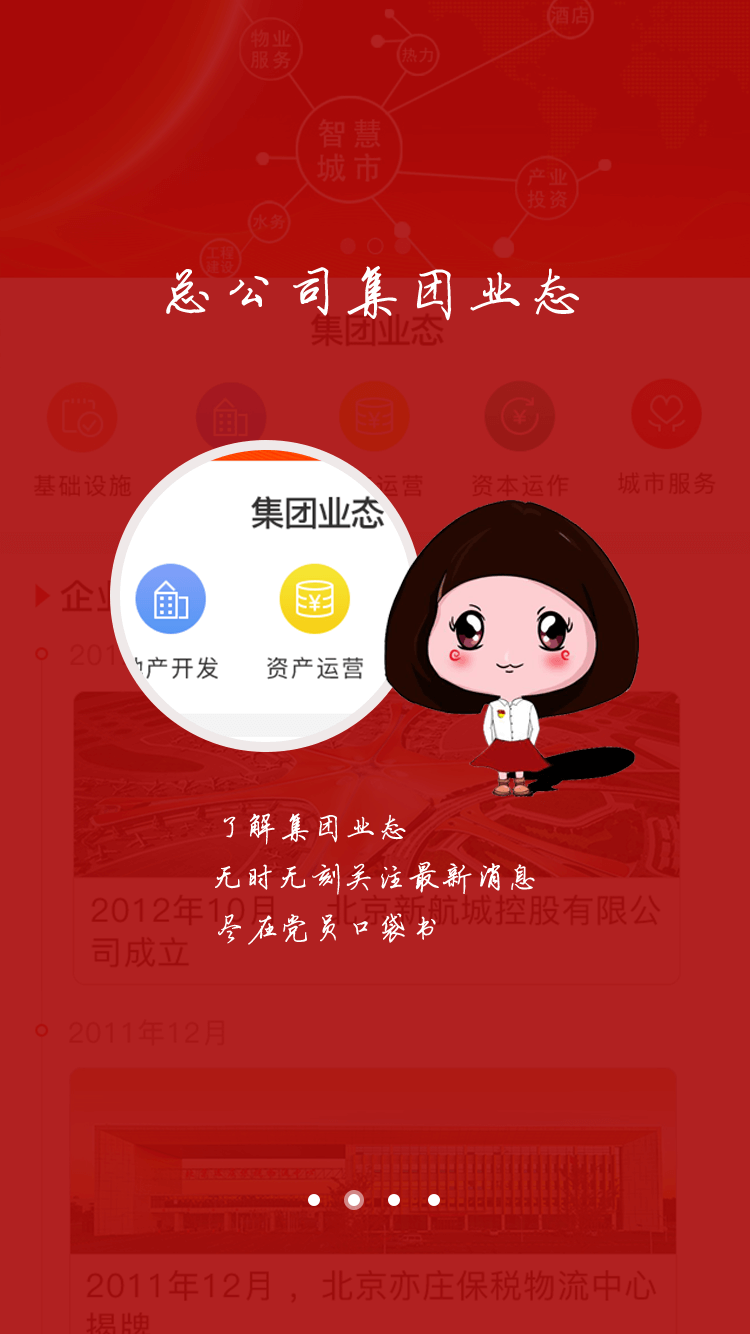 酒店
物业
服务
热力
智慧
城市
产业
投资
水务
工程
建设
总公司集团业态
集团业态
基础设施
运营
资本运作
城市服务
集团业态
产开发
资产运营
企业
201
了解集团业态
无时无刻关注最新消息
尽在党员口袋书
2012年10月，北京新航城控股有限公
司成立
2011年12月
2011年12月，北京亦庄保税物流中心
揭牌